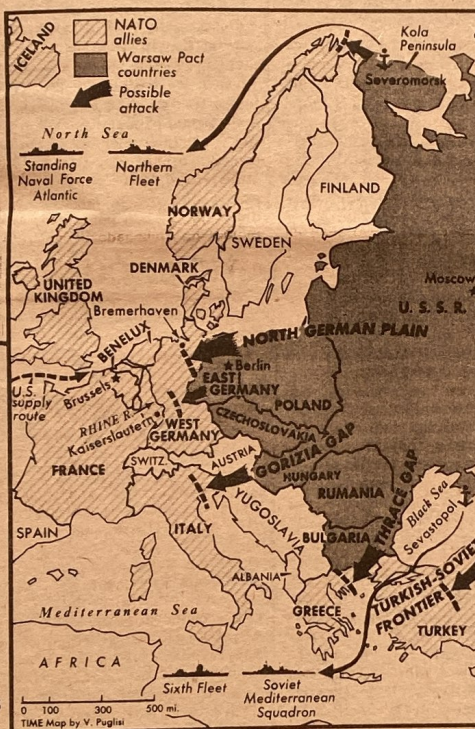 ICELAND
NATO
allies
Warsaw Pact
countries
Possible
attack
Kola
Peninsula
Severomorsk
North Sea
Standing
Naval Force
Atlantic
Northern
Fleet
FINLAND
NORWAY
SWEDEN
DENMARK
UNITED
KINGDOM
Bremerhaven
Moscow
U.S.S.R.
BENELUX
NORTH GERMAN PLAIN
Berlin
EAST
GERMANY
U.S.
supply
route
Brussels
POLAND
RHINE R.
Kaiserslautern
WEST
GERMANY
CZECHOSLOVAKIA
FRANCE
SWITZ.
AUSTRIA
GORIZIA GAP
HUNGARY
RUMANIA
THRACE GAP
Black Sea
Sevastopol
SPAIN
ITALY
YUGOSLAVIA
BULGARIA
ALBANIA
GREECE
TURKISH-SOVIET
FRONTIER
TURKEY
Mediterranean Sea
AFRICA
Sixth Fleet
Soviet
Mediterranean
Squadron
0 100 300 500 mi.
TIME Map by V. Puglisi